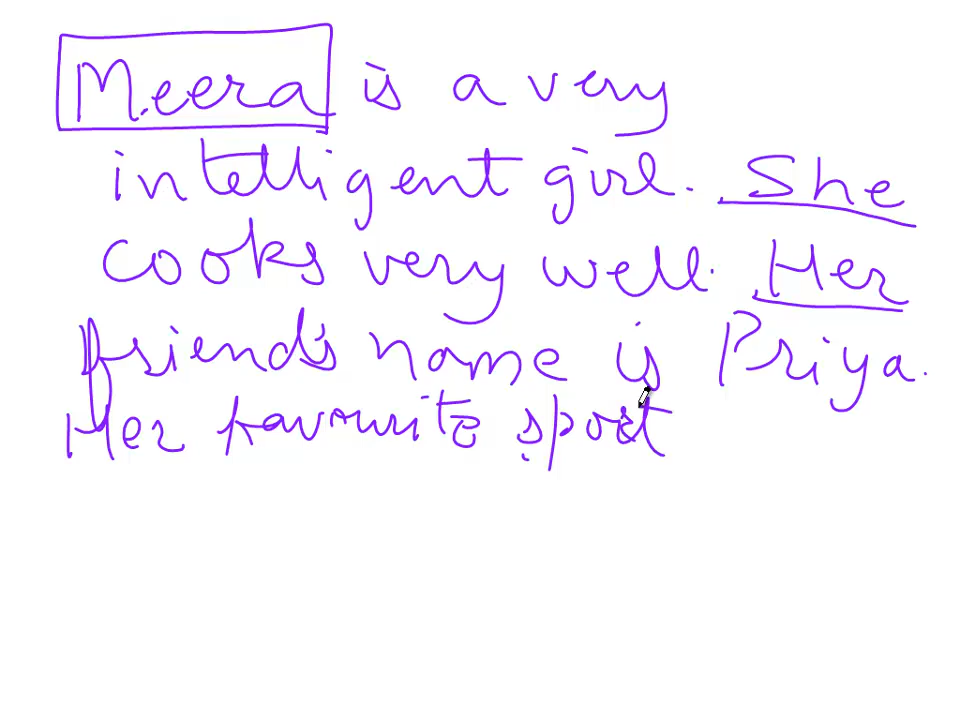 Meera is a very
intelligent girl. She
cooks very well. Her
friend's name is Priya.
Her favourite sport